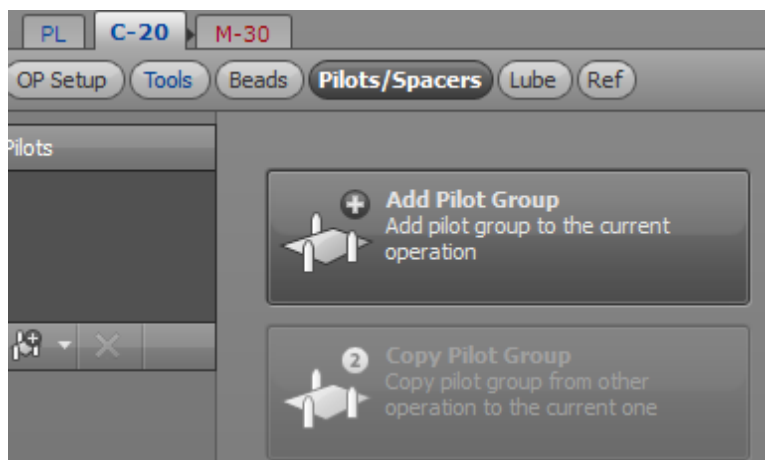 PL C-20 M-30
OP Setup Tools Beads Pilots/Spacers Lube Ref
Pilots
Add Pilot Group
Add pilot group to the current
operation
2 Copy Pilot Group
Copy pilot group from other
operation to the current one